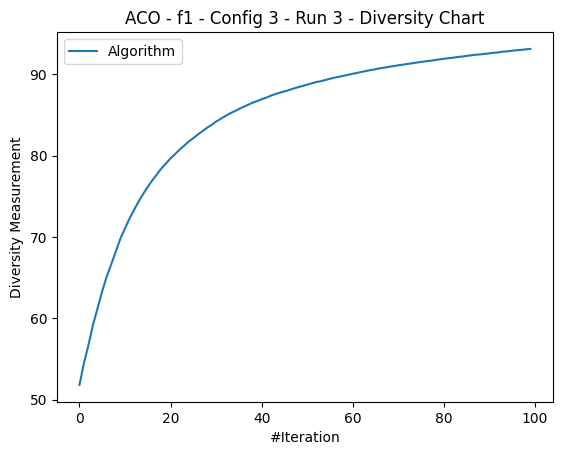 ACO - f1 - Config 3 - Run 3 - Diversity Chart
Algorithm
Diversity Measurement
90
80
70
60
50
0 20 40 60 80 100
#Iteration